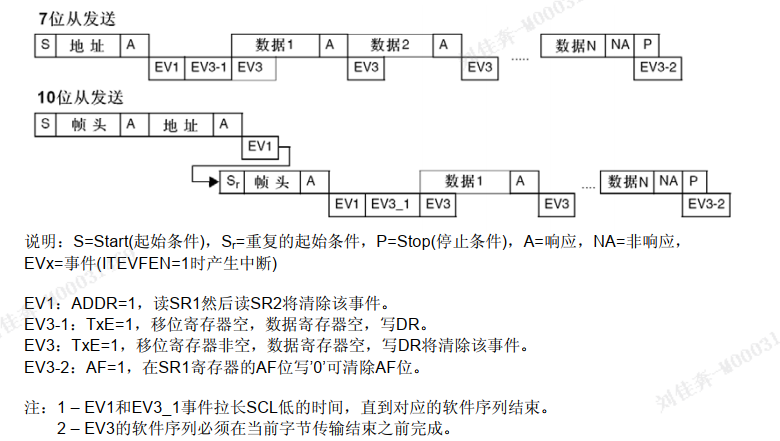 7位从发送
S 地址 A 数据1 A 数据2 A ..... 数据N NA P
EV1 EV3-1 EV3 EV3 EV3 EV3-2
10位从发送
S 帧头 A 地址 A
EV1
Sr 帧头 A 数据1 A .... 数据N NA P
EV1 EV3_1 EV3 EV3 EV3-2
说明：S=Start(起始条件)，Sr=重复的起始条件，P=Stop(停止条件)，A=响应，NA=非响应，
EVx=事件(ITEVFEN=1时产生中断)
EV1：ADDR=1，读SR1然后读SR2将清除该事件。
EV3-1：TxE=1，移位寄存器空，数据寄存器空，写DR。
EV3：TxE=1，移位寄存器非空，数据寄存器空，写DR将清除该事件。
EV3-2：AF=1，在SR1寄存器的AF位写'0'可清除AF位。
注：1 – EV1和EV3_1事件拉长SCL低的时间，直到对应的软件序列结束。
2 – EV3的软件序列必须在当前字节传输结束之前完成。
刘佳奔-M00031